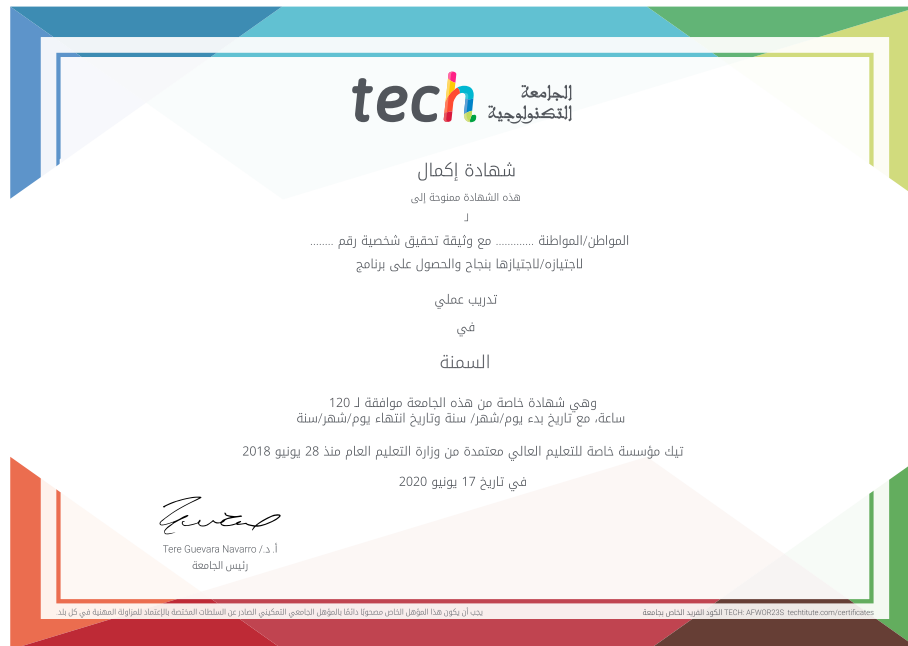 tech الجامعة
التكنولوجية
شهادة إكمال
هذه الشهادة ممنوحة إلى
لـ
المواطن/المواطنة ............ مع وثيقة تحقيق شخصية رقم ........
لاجتيازه/لاجتيازها بنجاح والحصول على برنامج
تدريب عملي
في
السمنة
وهي شهادة خاصة من هذه الجامعة موافقة لـ 120
ساعة، مع تاريخ بدء يوم/شهر/ سنة وتاريخ انتهاء يوم/شهر/سنة
تيك مؤسسة خاصة للتعليم العالي معتمدة من وزارة التعليم العام منذ 28 يونيو 2018
في تاريخ 17 يونيو 2020
أ. د./ Tere Guevara Navarro
رئيس الجامعة
يجب أن يكون هذا المؤهل الخاص مصحوبًا دائمًا بالمؤهل الجامعي التمكيني الصادر عن السلطات المختصة بالإعتماد للمزاولة المهنية في كل بلد.
الكود الفريد الخاص بجامعة TECH: AFWOR23S techtitute.com/certificates